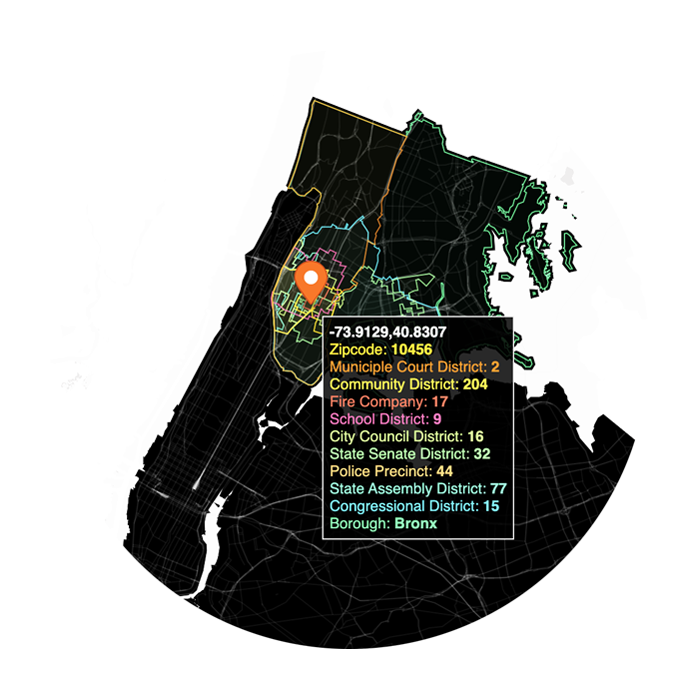 -73.9129,40.8307
Zipcode: 10456
Municiple Court District: 2
Community District: 204
Fire Company: 17
School District: 9
City Council District: 16
State Senate District: 32
Police Precinct: 44
State Assembly District: 77
Congressional District: 15
Borough: Bronx